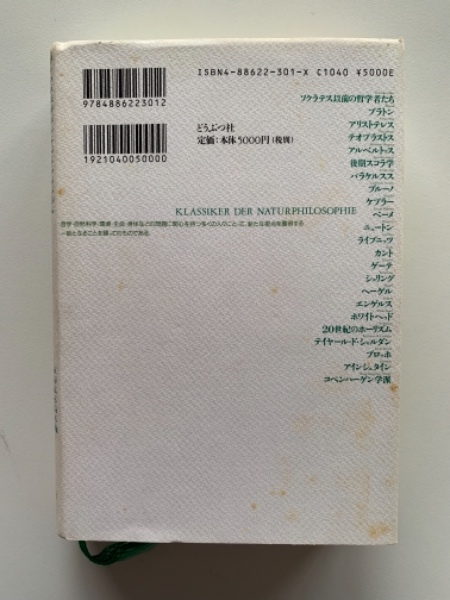 ISBN4-88622-301-X C1040 ¥5000E
9784886223012
1921040050000
どうぶつ社
定価：本体5000円（税別）
KLASSIKER DER NATURPHILOSOPHIE
ソクラテス以前の哲学者たち
プラトン
アリストテレス
テオプラストス
アルベルトゥス
後期スコラ学
パラケルスス
ブルーノ
ケプラー
ベーメ
ニュートン
ライプニッツ
カント
ゲーテ
シェリング
ヘーゲル
エンゲルス
ホワイトヘッド
20世紀のホーリズム
テイヤール・ド・シャルダン
ブロッホ
アインシュタイン
コペンハーゲン学派